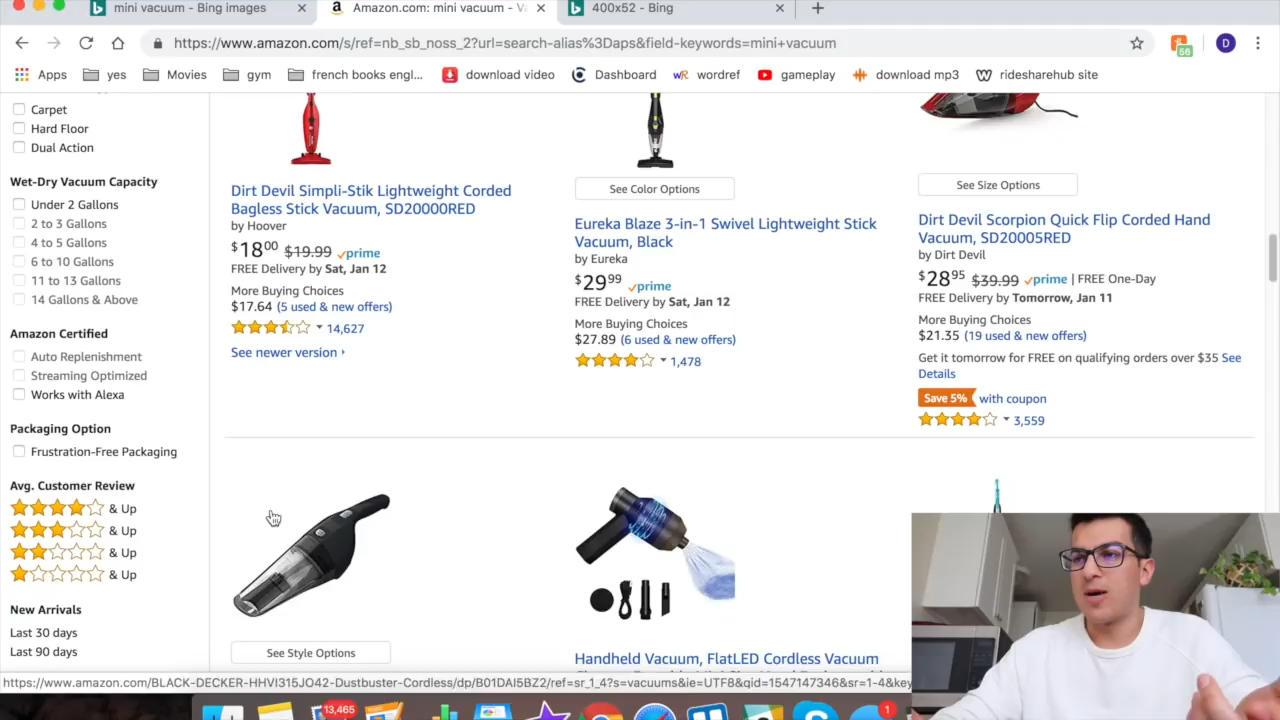 mini vacuum - Bing images
Amazon.com: mini vacuum - V
400x52 - Bing
https://www.amazon.com/s/ref=nb_sb_noss_2?url=search-alias%3Daps&field-keywords=mini+vacuum
56
D
Apps
yes
Movies
gym
french books engl...
download video
Dashboard
wR wordref
gameplay
download mp3
ridesharehub site
Carpet
Hard Floor
Dual Action
Wet-Dry Vacuum Capacity
Under 2 Gallons
2 to 3 Gallons
4 to 5 Gallons
6 to 10 Gallons
11 to 13 Gallons
14 Gallons & Above
Amazon Certified
Auto Replenishment
Streaming Optimized
Works with Alexa
Packaging Option
Frustration-Free Packaging
Avg. Customer Review
& Up
& Up
& Up
& Up
New Arrivals
Last 30 days
Last 90 days
Dirt Devil Simpli-Stik Lightweight Corded
Bagless Stick Vacuum, SD20000RED
by Hoover
$18 00 $19.99 prime
FREE Delivery by Sat, Jan 12
More Buying Choices
$17.64 (5 used & new offers)
14,627
See newer version
See Color Options
Eureka Blaze 3-in-1 Swivel Lightweight Stick
Vacuum, Black
by Eureka
$29 99 prime
FREE Delivery by Sat, Jan 12
More Buying Choices
$27.89 (6 used & new offers)
1,478
See Size Options
Dirt Devil Scorpion Quick Flip Corded Hand
Vacuum, SD20005RED
by Dirt Devil
$28 95 $39.99 prime | FREE One-Day
FREE Delivery by Tomorrow, Jan 11
More Buying Choices
$21.35 (19 used & new offers)
Get it tomorrow for FREE on qualifying orders over $35 See
Details
Save 5% with coupon
3,559
See Style Options
Handheld Vacuum, FlatLED Cordless Vacuum
https://www.amazon.com/BLACK-DECKER-HHVI315JO42-Dustbuster-Cordless/dp/B01DAI5BZ2/ref=sr_1_4?s=vacuums&ie=UTF8&qid=1547147346&sr=1-4&key
13,465
1